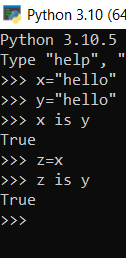 Python 3.10 (64
Python 3.10.5
Type "help", "
>>> x="hello"
>>> y="hello"
>>> x is y
True
>>> z=x
>>> z is y
True
>>>